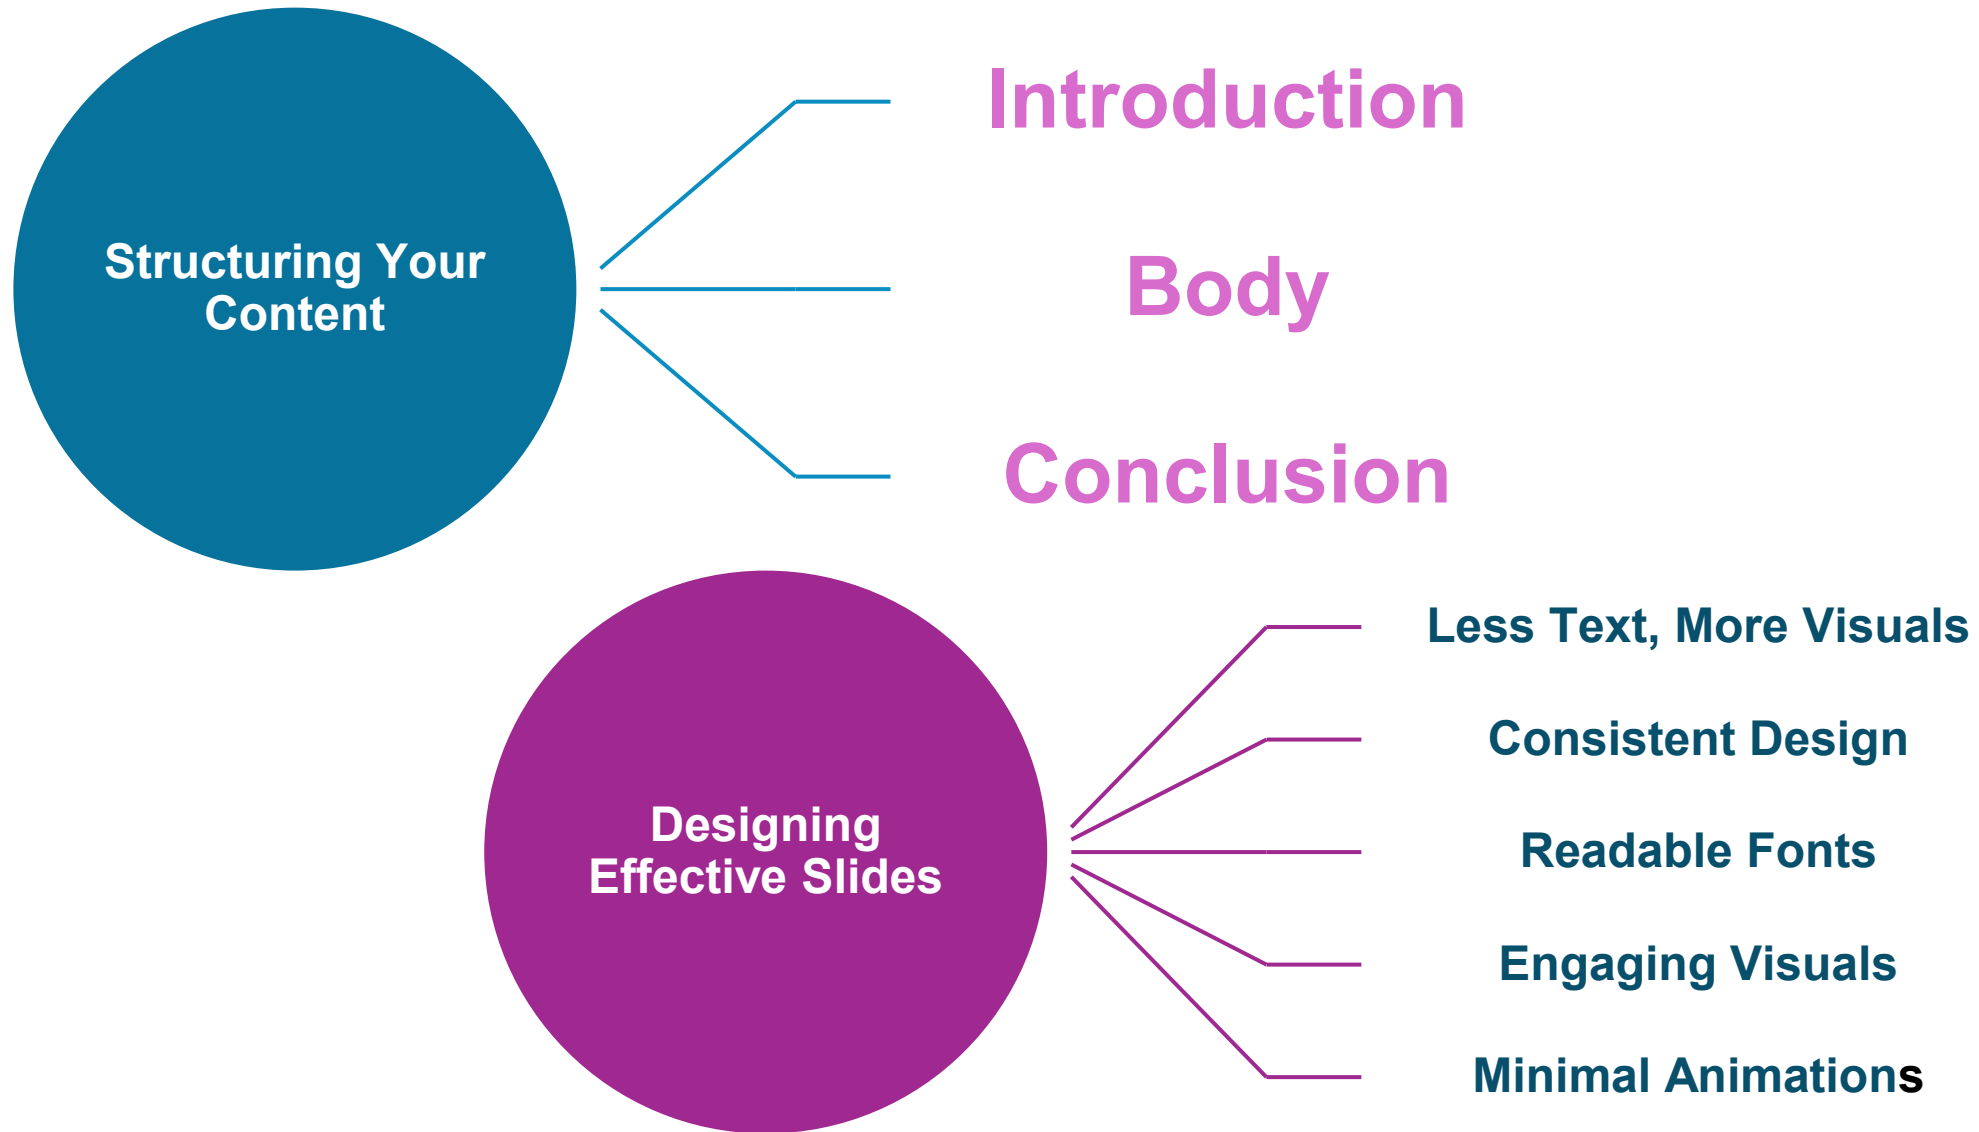 Structuring Your
Content
Introduction
Body
Conclusion
Designing
Effective Slides
Less Text, More Visuals
Consistent Design
Readable Fonts
Engaging Visuals
Minimal Animations